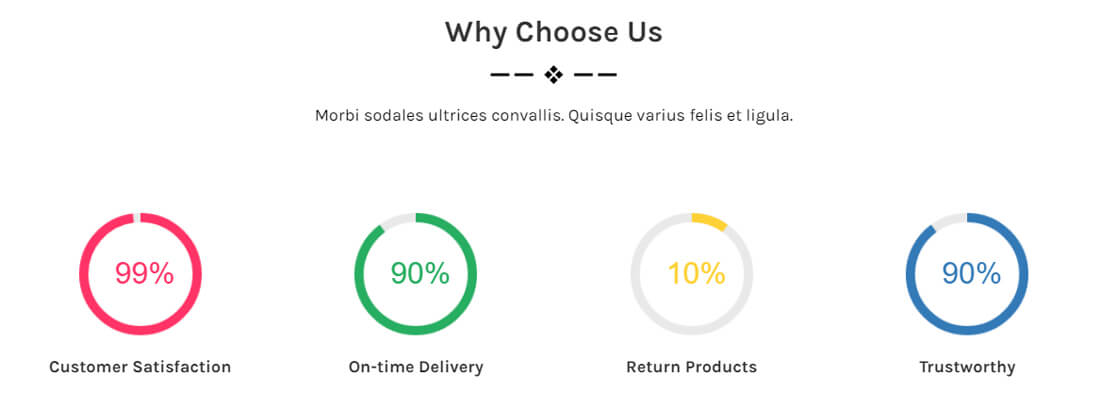 Why Choose Us
Morbi sodales ultrices convallis. Quisque varius felis et ligula.
99%
90%
10%
90%
Customer Satisfaction
On-time Delivery
Return Products
Trustworthy